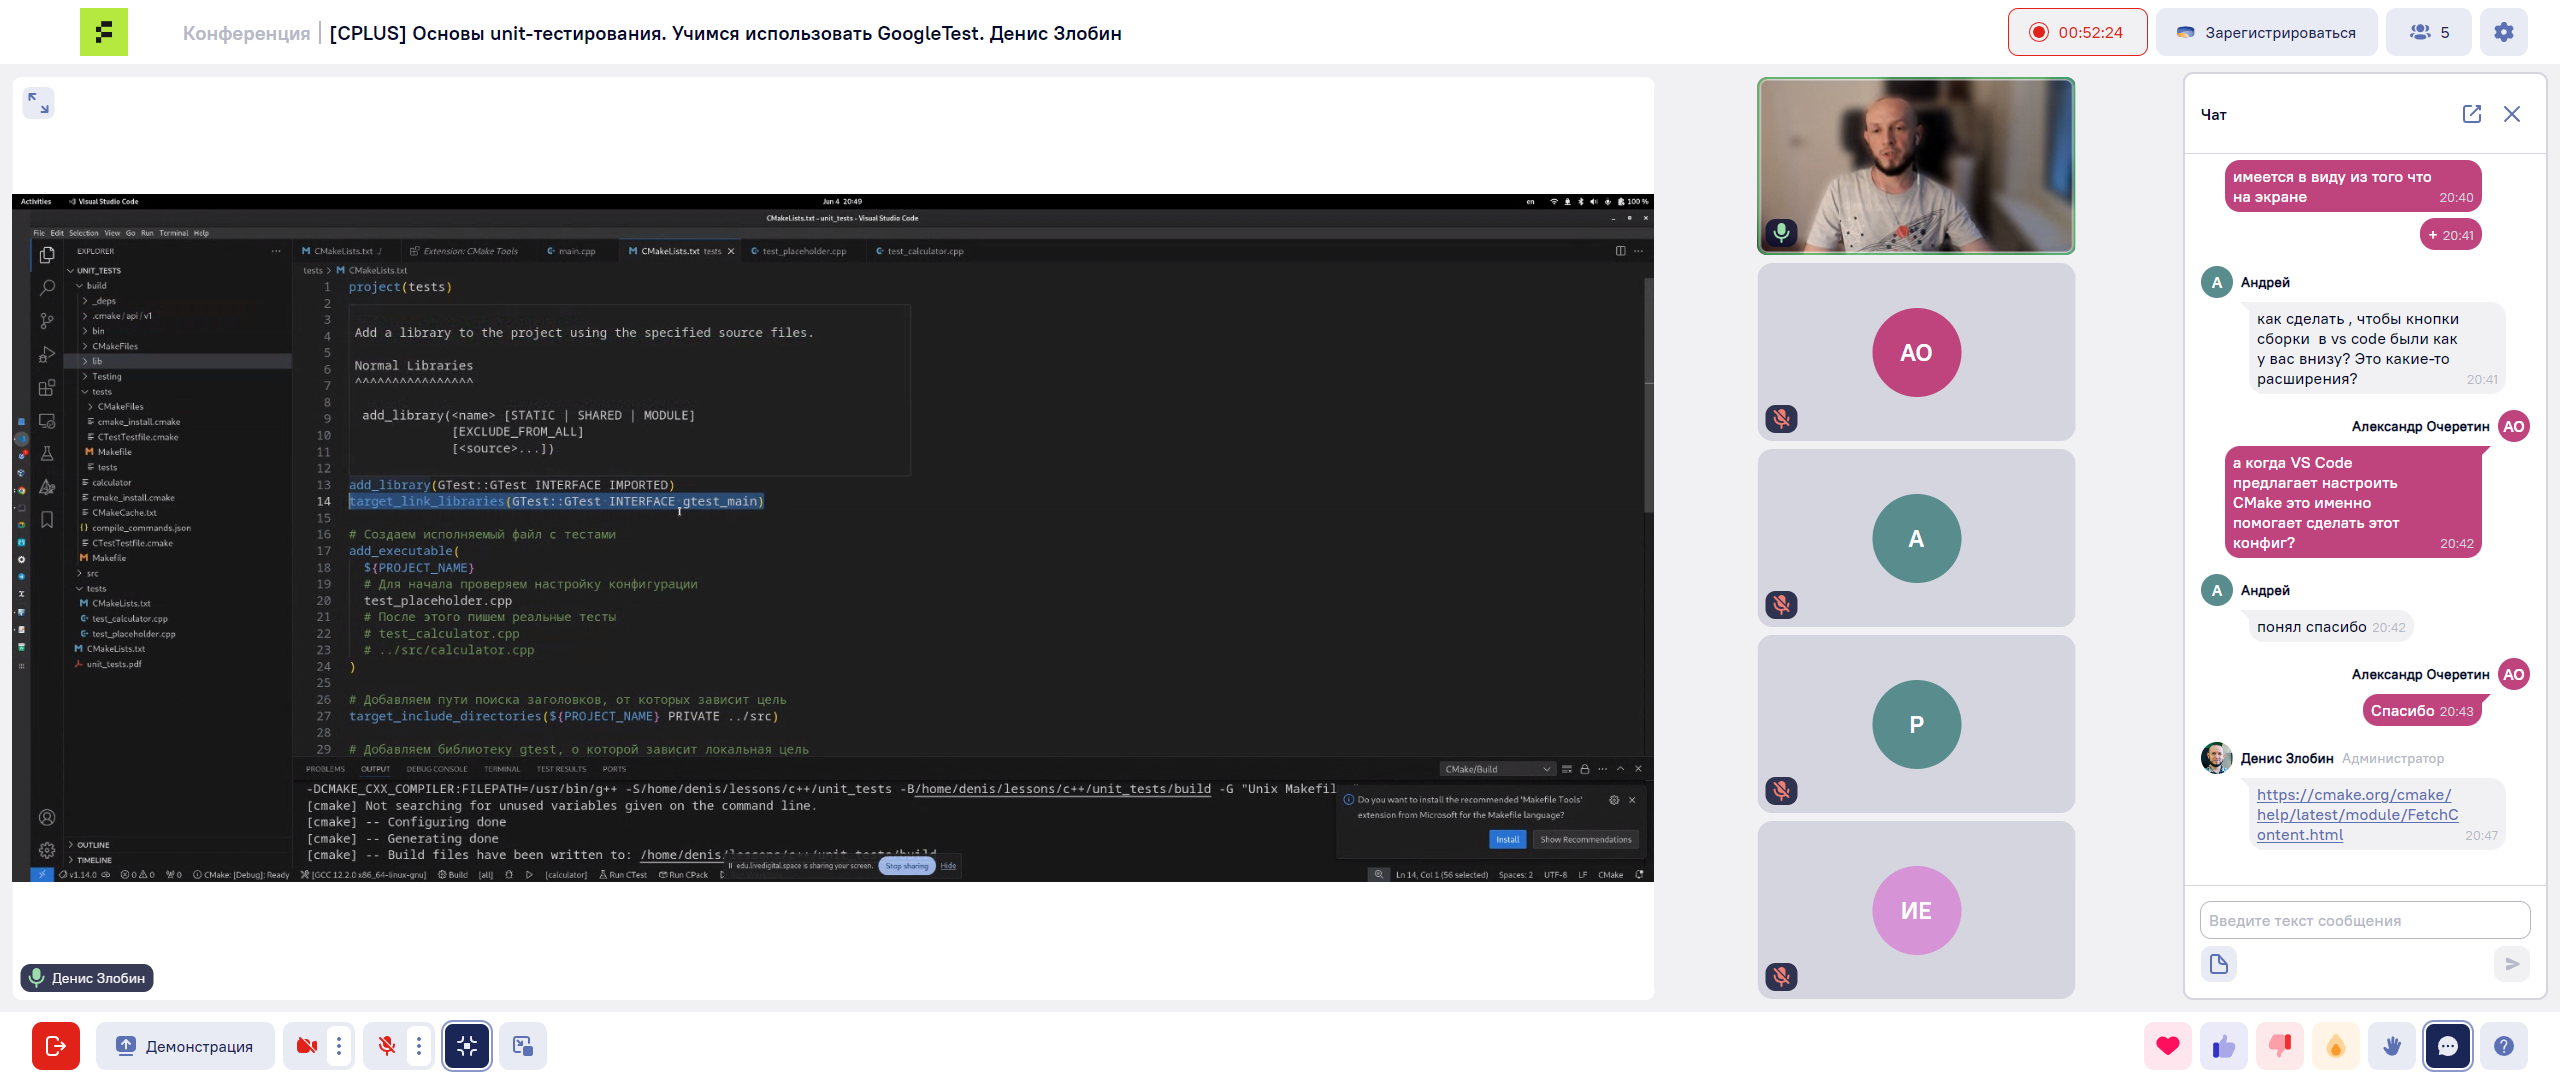 Конференция
[CPLUS] Основы unit-тестирования. Учимся использовать GoogleTest. Денис Злобин
00:52:24
Зарегистрироваться
5
Activities
Visual Studio Code
Jun 4 20:49
en
100 %
CMakeLists.txt - unit_tests - Visual Studio Code
File Edit Selection View Go Run Terminal Help
EXPLORER
UNIT_TESTS
build
_deps
.cmake / api / v1
bin
CMakeFiles
lib
Testing
tests
CMakeFiles
cmake_install.cmake
CTestTestfile.cmake
Makefile
tests
calculator
cmake_install.cmake
CMakeCache.txt
compile_commands.json
CTestTestfile.cmake
Makefile
src
tests
CMakeLists.txt
test_calculator.cpp
test_placeholder.cpp
CMakeLists.txt
unit_tests.pdf
OUTLINE
TIMELINE
CMakeLists.txt ./
Extension: CMake Tools
main.cpp
CMakeLists.txt tests
test_placeholder.cpp
test_calculator.cpp
tests > CMakeLists.txt
1 project(tests)
2
3
4 Add a library to the project using the specified source files.
5
6 Normal Libraries
7 ^^^^^^^^^^^^^^^^
8
9 add_library(<name> [STATIC | SHARED | MODULE]
10 [EXCLUDE_FROM_ALL]
11 [<source>...])
12
13 add_library(GTest::GTest INTERFACE IMPORTED)
14 target_link_libraries(GTest::GTest INTERFACE gtest_main)
15
16 # Создаем исполняемый файл с тестами
17 add_executable(
18 ${PROJECT_NAME}
19 # Для начала проверяем настройку конфигурации
20 test_placeholder.cpp
21 # После этого пишем реальные тесты
22 # test_calculator.cpp
23 # ../src/calculator.cpp
24 )
25
26 # Добавляем пути поиска заголовков, от которых зависит цель
27 target_include_directories(${PROJECT_NAME} PRIVATE ../src)
28
29 # Добавляем библиотеку gtest, о которой зависит локальная цель
PROBLEMS OUTPUT DEBUG CONSOLE TERMINAL TEST RESULTS PORTS
CMake/Build
-DCMAKE_CXX_COMPILER:FILEPATH=/usr/bin/g++ -S/home/denis/lessons/c++/unit_tests -B/home/denis/lessons/c++/unit_tests/build -G "Unix Makefil
[cmake] Not searching for unused variables given on the command line.
[cmake] -- Configuring done
[cmake] -- Generating done
[cmake] -- Build files have been written to: /home/denis/lessons/c++/unit_tests/build
Do you want to install the recommended 'Makefile Tools'
extension from Microsoft for the Makefile language?
Install
Show Recommendations
edu.livedigital.space is sharing your screen.
Stop sharing
Hide
v1.14.0
0 0
0
CMake: [Debug]: Ready
[GCC 12.2.0 x86_64-linux-gnu]
Build
[all]
[calculator]
Run CTest
Run CPack
Ln 14, Col 1 (56 selected)
Spaces: 2
UTF-8
LF
CMake
Денис Злобин
АО
А
Р
ИЕ
Чат
имеется в виду из того что
на экране 20:40
+ 20:41
А Андрей
как сделать , чтобы кнопки
сборки в vs code были как
у вас внизу? Это какие-то
расширения? 20:41
Александр Очеретин АО
а когда VS Code
предлагает настроить
CMake это именно
помогает сделать этот
конфиг? 20:42
А Андрей
понял спасибо 20:42
Александр Очеретин АО
Спасибо 20:43
Денис Злобин Администратор
https://cmake.org/cmake/
help/latest/module/FetchC
ontent.html 20:47
Введите текст сообщения
Демонстрация